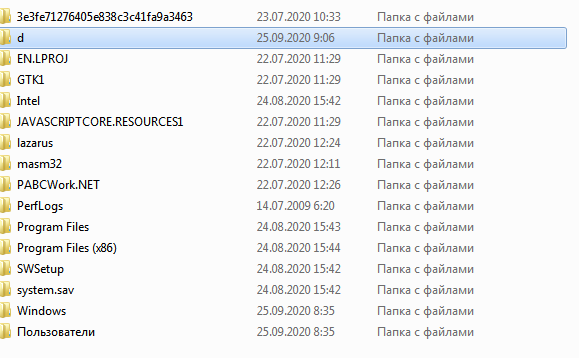 3e3fe71276405e838c3c41fa9a3463 23.07.2020 10:33 Папка с файлами
d 25.09.2020 9:06 Папка с файлами
EN.LPROJ 22.07.2020 11:29 Папка с файлами
GTK1 22.07.2020 11:29 Папка с файлами
Intel 24.08.2020 15:42 Папка с файлами
JAVASCRIPTCORE.RESOURCES1 22.07.2020 11:29 Папка с файлами
lazarus 22.07.2020 12:24 Папка с файлами
masm32 22.07.2020 12:11 Папка с файлами
PABCWork.NET 22.07.2020 12:26 Папка с файлами
PerfLogs 14.07.2009 6:20 Папка с файлами
Program Files 24.08.2020 15:43 Папка с файлами
Program Files (x86) 24.08.2020 15:44 Папка с файлами
SWSetup 24.08.2020 15:42 Папка с файлами
system.sav 24.08.2020 15:42 Папка с файлами
Windows 25.09.2020 8:35 Папка с файлами
Пользователи 25.09.2020 8:35 Папка с файлами